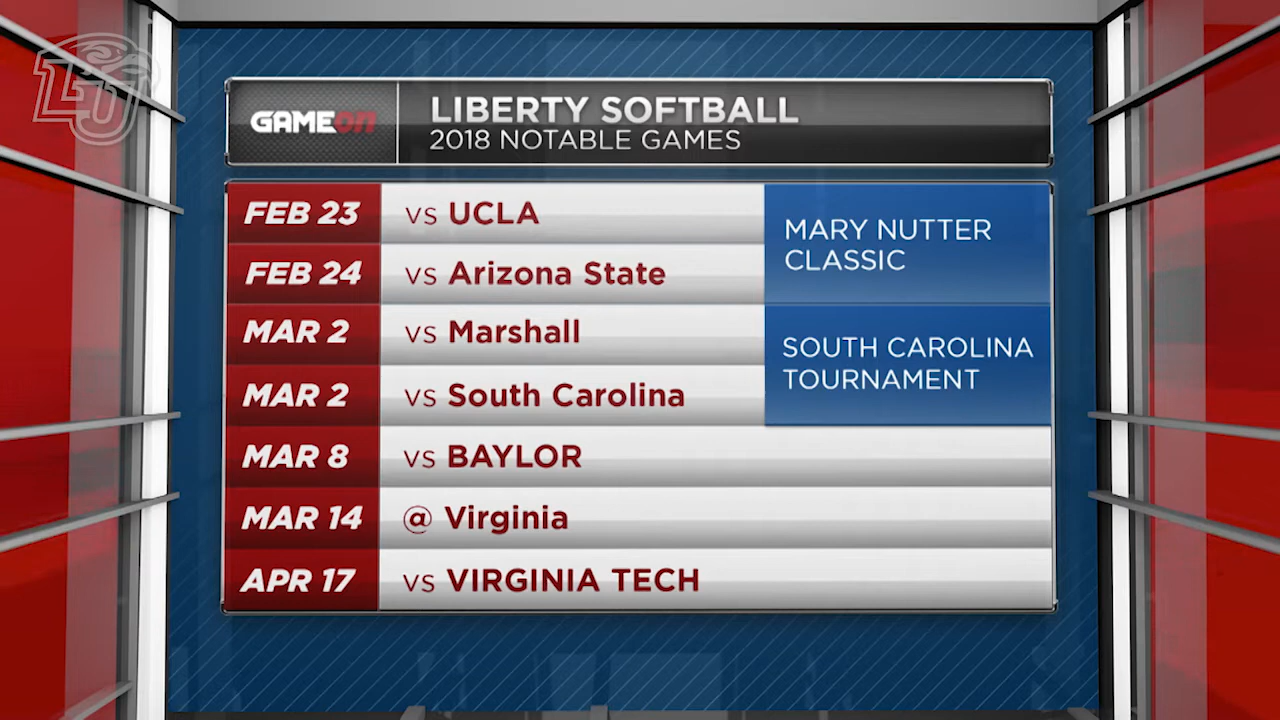 LU
GAMEON
LIBERTY SOFTBALL
2018 NOTABLE GAMES
FEB 23 vs UCLA
FEB 24 vs Arizona State
MARY NUTTER
CLASSIC
MAR 2 vs Marshall
MAR 2 vs South Carolina
SOUTH CAROLINA
TOURNAMENT
MAR 8 vs BAYLOR
MAR 14 @ Virginia
APR 17 vs VIRGINIA TECH